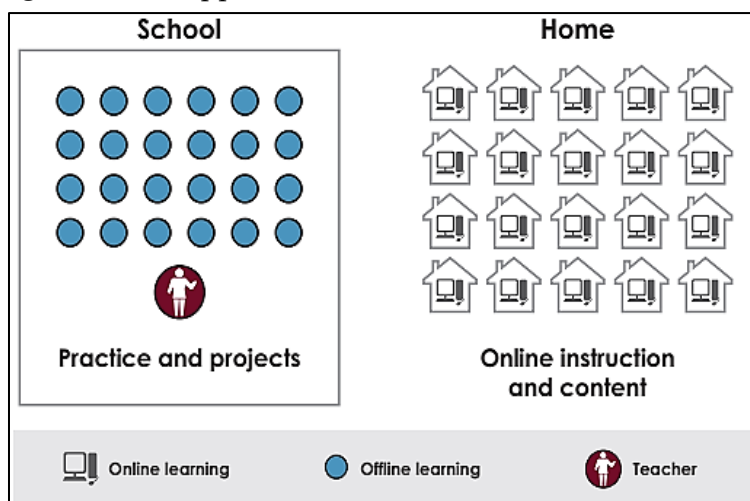 School
Home
Practice and projects
Online instruction
and content
Online learning
Offline learning
Teacher